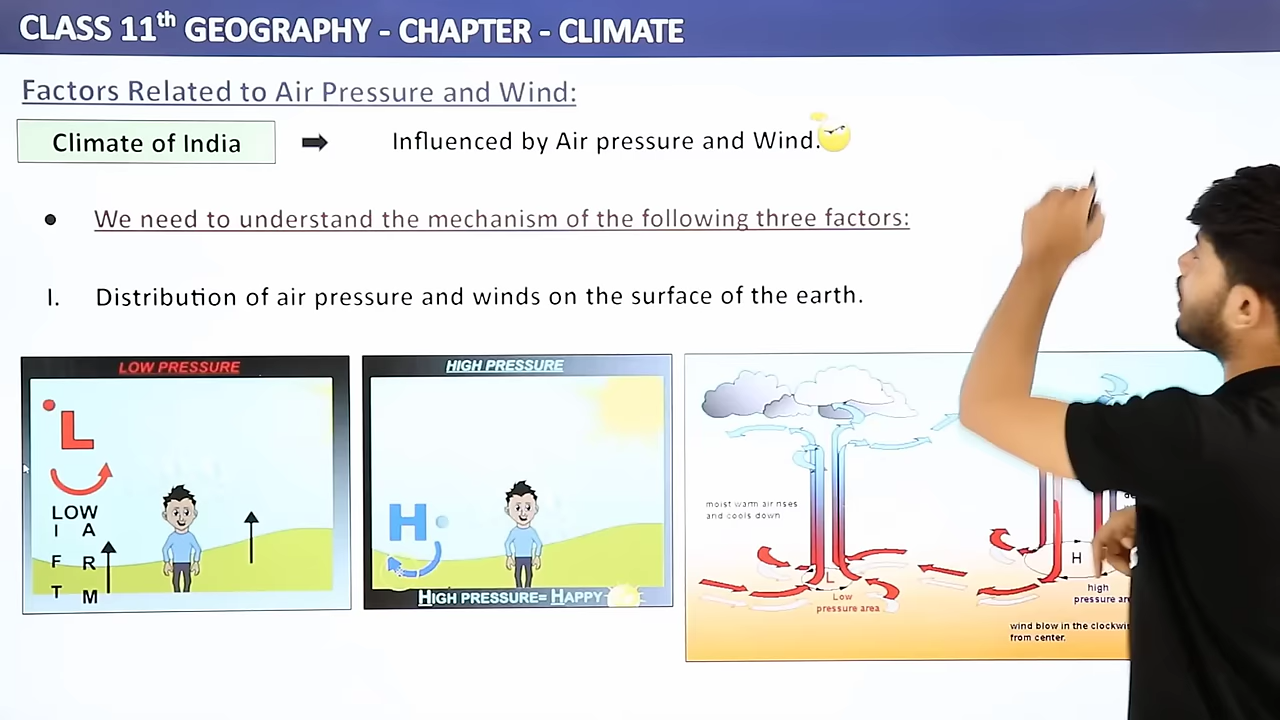 CLASS 11th GEOGRAPHY - CHAPTER - CLIMATE
Factors Related to Air Pressure and Wind:
Climate of India
Influenced by Air pressure and Wind.
We need to understand the mechanism of the following three factors:
I. Distribution of air pressure and winds on the surface of the earth.
LOW PRESSURE
L
LOW
I A
F R
T M
HIGH PRESSURE
H
HIGH PRESSURE= HAPPY
moist warm air rises
and cools down
L
Low
pressure area
H
high
pressure
wind blow in the
from center.